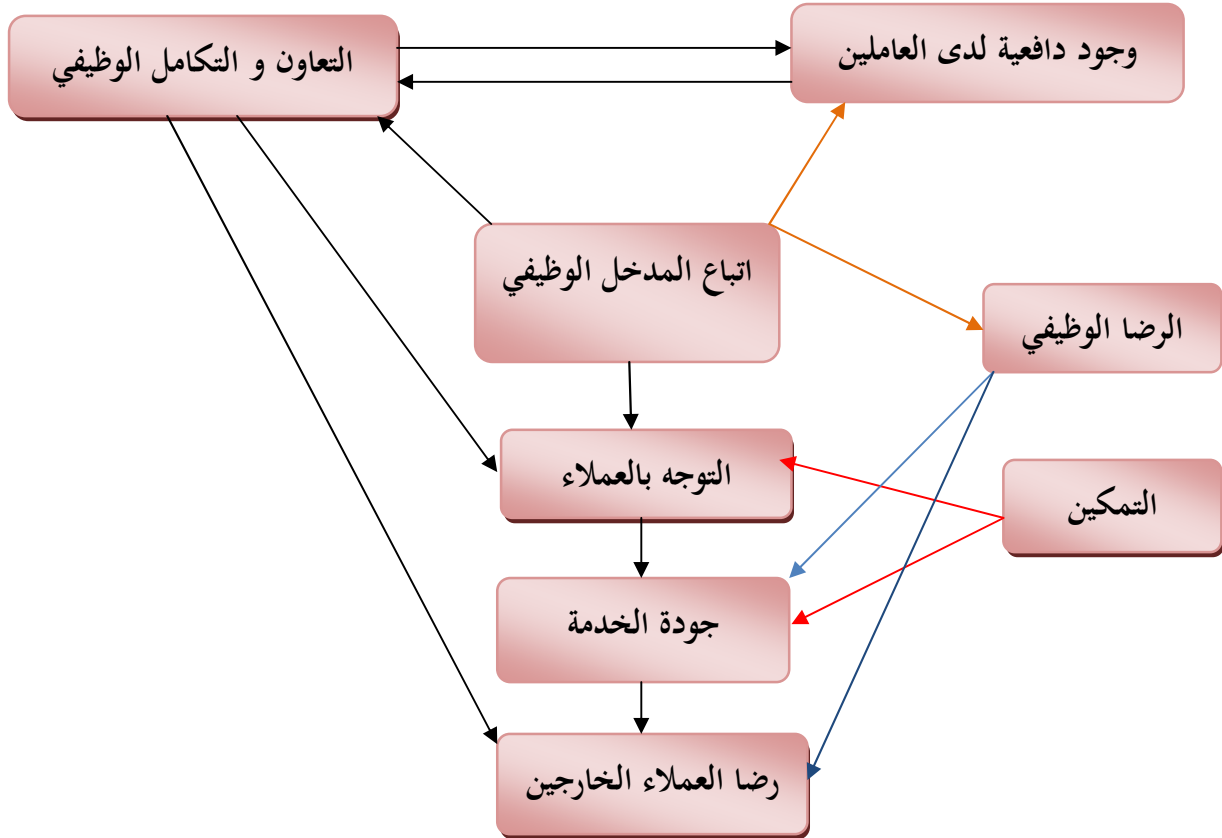 وجود دافعية لدى العاملين
التعاون و التكامل الوظيفي
اتباع المدخل الوظيفي
الرضا الوظيفي
التوجه بالعملاء
التمكين
جودة الخدمة
رضا العملاء الخارجين